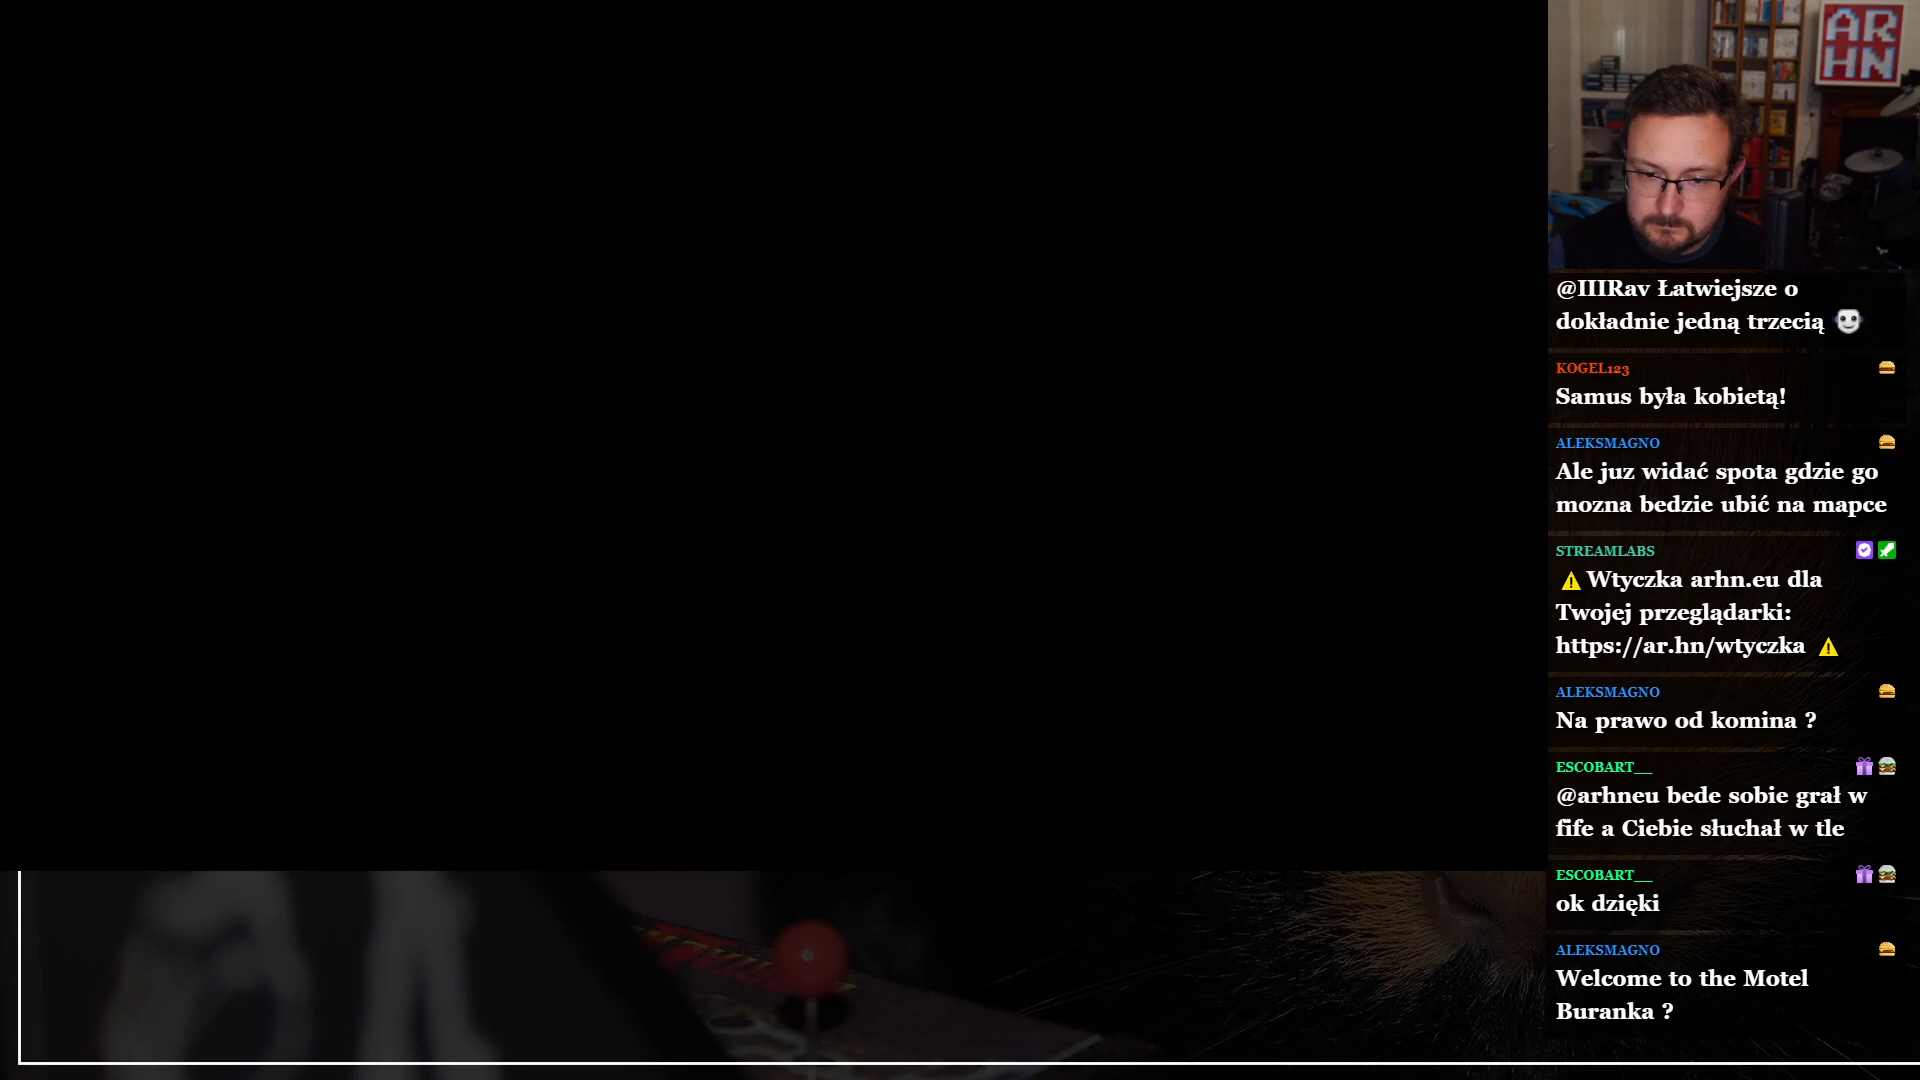 AR
HN
@IIIRav Łatwiejsze o
dokładnie jedną trzecią
KOGEL123
Samus była kobietą!
ALEKSMAGNO
Ale juz widać spota gdzie go
mozna bedzie ubić na mapce
STREAMLABS
Wtyczka arhn.eu dla
Twojej przeglądarki:
https://ar.hn/wtyczka
ALEKSMAGNO
Na prawo od komina ?
ESCOBART__
@arhneu bede sobie grał w
fife a Ciebie słuchał w tle
ESCOBART__
ok dzięki
ALEKSMAGNO
Welcome to the Motel
Buranka ?